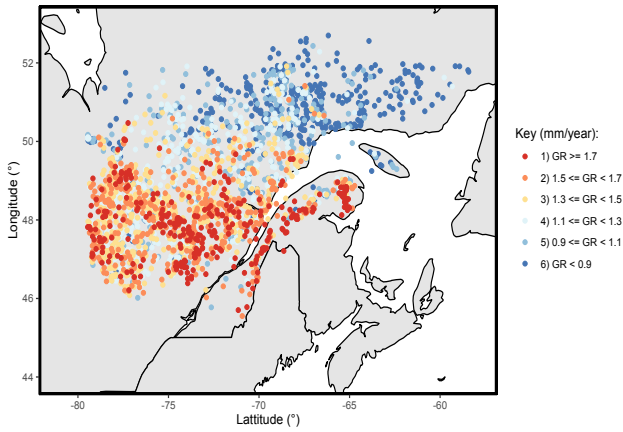 Key (mm/year):
1) GR >= 1.7
2) 1.5 <= GR < 1.7
3) 1.3 <= GR < 1.5
4) 1.1 <= GR < 1.3
5) 0.9 <= GR < 1.1
6) GR < 0.9
Longitude (°)
52
50
48
46
44
-80 -75 -70 -65 -60
Lattitude (°)